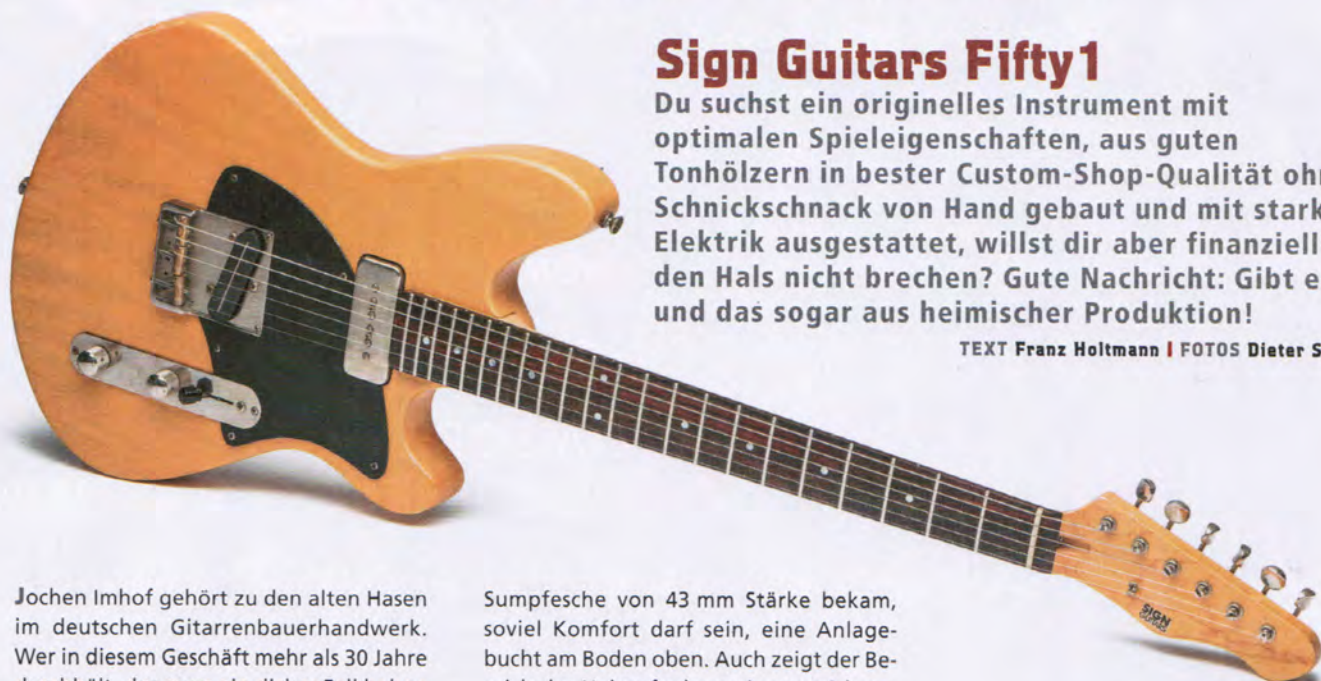 Sign Guitars Fifty1
Du suchst ein originelles Instrument mit
optimalen Spieleigenschaften, aus guten
Tonhölzern in bester Custom-Shop-Qualität
Schnickschnack von Hand gebaut und mit
Elektrik ausgestattet, willst dir aber finanziell
den Hals nicht brechen? Gute Nachricht: Gibt
und das sogar aus heimischer Produktion!
TEXT Franz Holtmann | FOTOS Dieter
SIGN
GUITARS
Jochen Imhof gehört zu den alten Hasen
im deutschen Gitarrenbauerhandwerk.
Wer in diesem Geschäft mehr als 30 Jahre
Sumpfesche von 43 mm Stärke bekam,
soviel Komfort darf sein, eine Anlage-
bucht am Boden oben. Auch zeigt der Be-